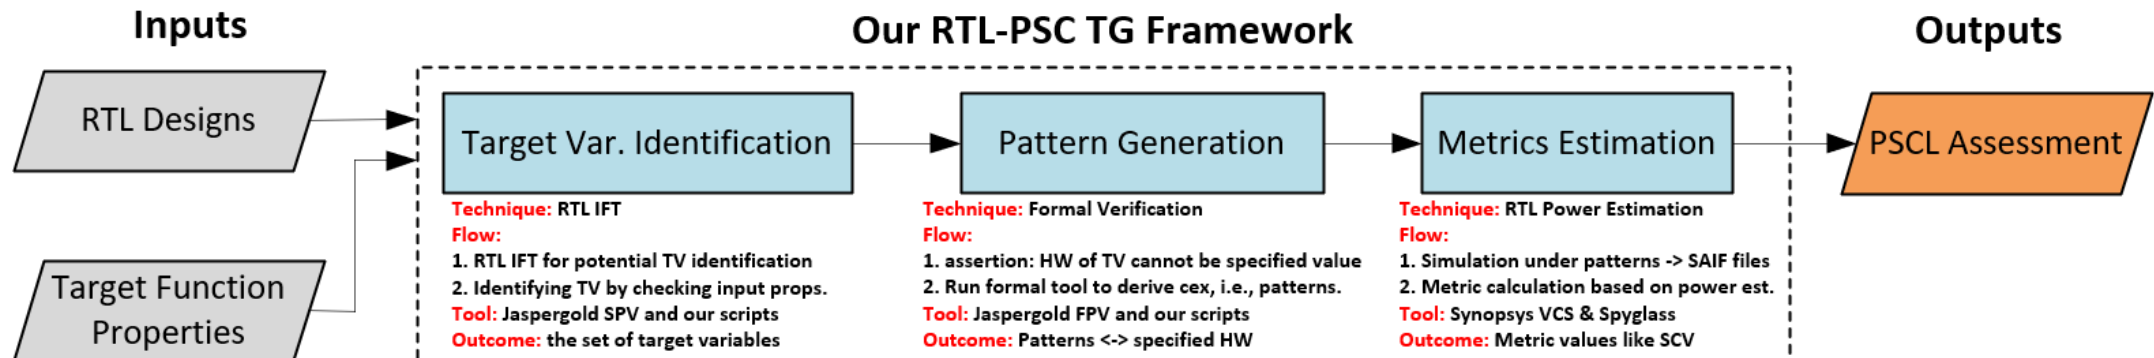 Inputs
Our RTL-PSC TG Framework
Outputs
RTL Designs
Target Function
Properties
Target Var. Identification
Technique: RTL IFT
Flow:
1. RTL IFT for potential TV identification
2. Identifying TV by checking input props.
Tool: Jaspergold SPV and our scripts
Outcome: the set of target variables
Pattern Generation
Technique: Formal Verification
Flow:
1. assertion: HW of TV cannot be specified value
2. Run formal tool to derive cex, i.e., patterns.
Tool: Jaspergold FPV and our scripts
Outcome: Patterns <-> specified HW
Metrics Estimation
Technique: RTL Power Estimation
Flow:
1. Simulation under patterns -> SAIF files
2. Metric calculation based on power est.
Tool: Synopsys VCS & Spyglass
Outcome: Metric values like SCV
PSCL Assessment